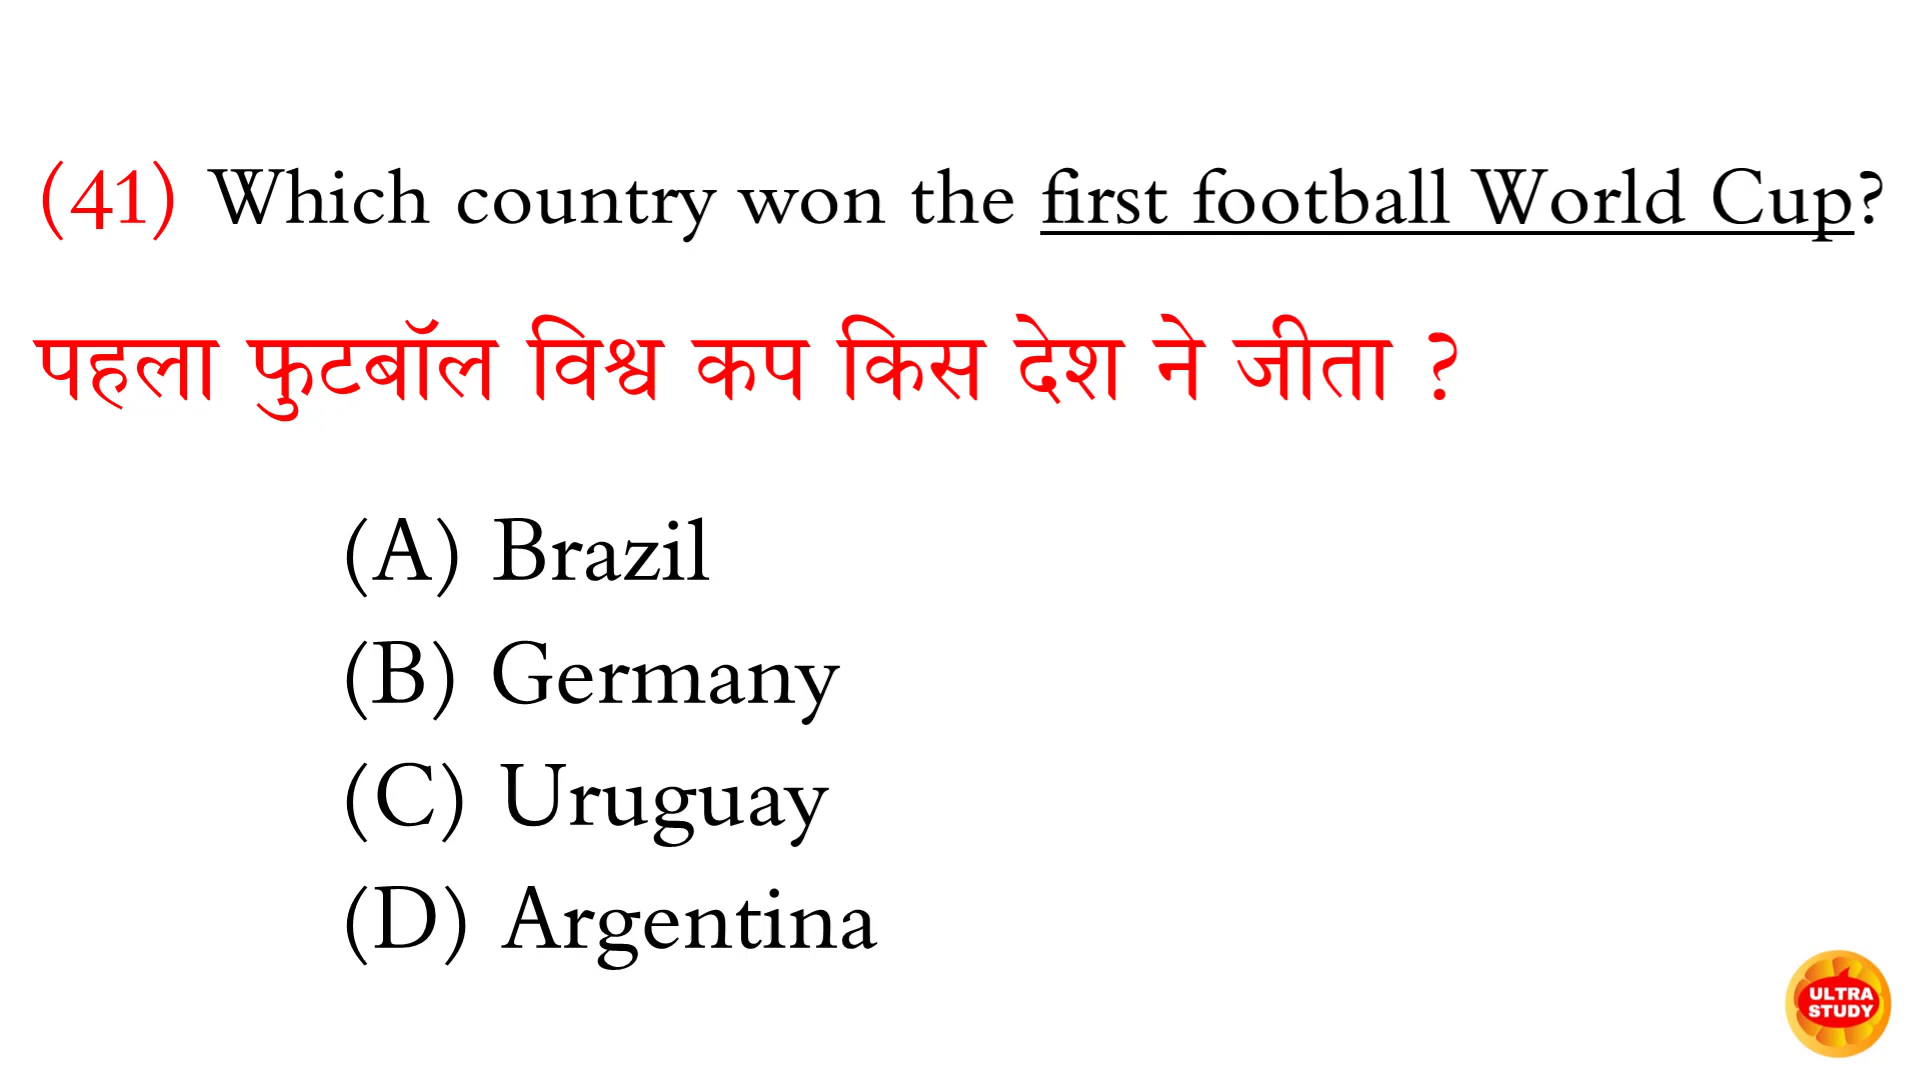 (41) Which country won the first football World Cup?
पहला फुटबॉल विश्व कप किस देश ने जीता ?
(A) Brazil
(B) Germany
(C) Uruguay
(D) Argentina
ULTRA
STUDY